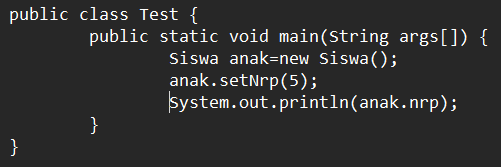 public class Test {
        public static void main(String args[]) {
                Siswa anak=new Siswa();
                anak.setNrp(5);
                System.out.println(anak.nrp);
        }
}